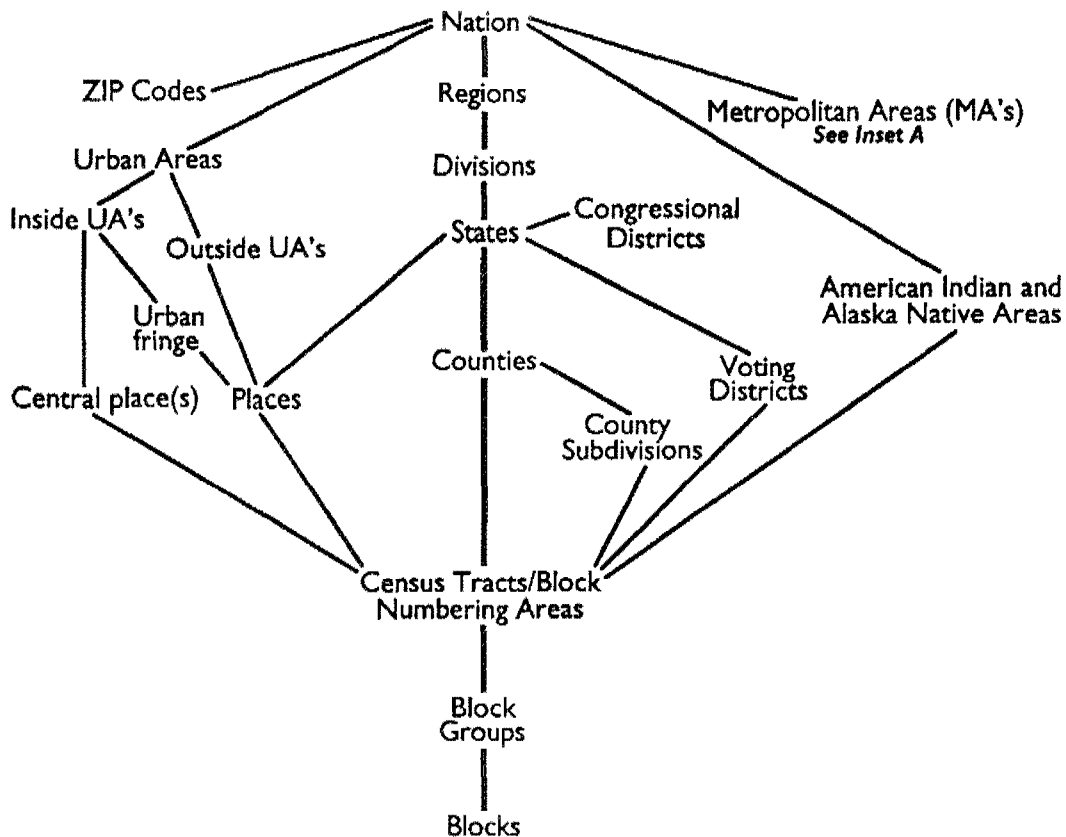 Nation
ZIP Codes
Regions
Metropolitan Areas (MA's)
See Inset A
Urban Areas
Divisions
Inside UA's
Outside UA's
States
Congressional
Districts
American Indian and
Alaska Native Areas
Urban
fringe
Counties
Voting
Districts
Central place(s)
Places
County
Subdivisions
Census Tracts/Block
Numbering Areas
Block
Groups
Blocks